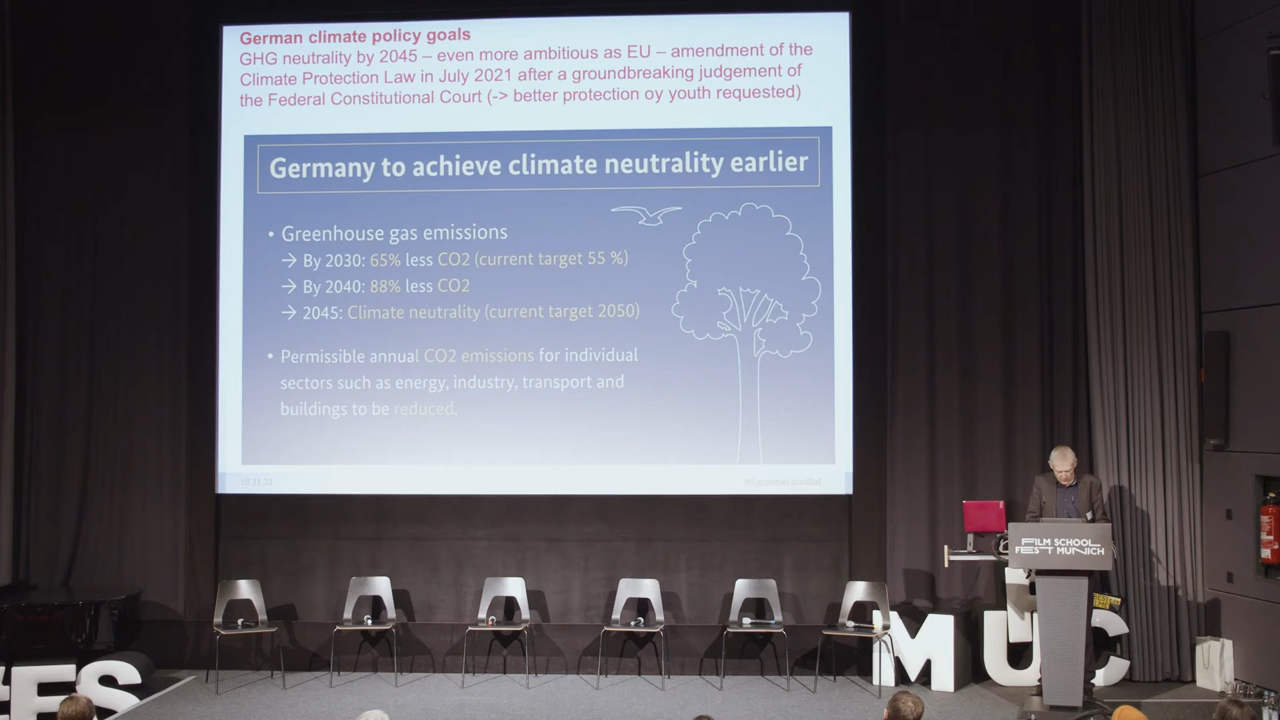 German climate policy goals
GHG neutrality by 2045 – even more ambitious as EU – amendment of the
Climate Protection Law in July 2021 after a groundbreaking judgement of
the Federal Constitutional Court (-> better protection oy youth requested)
Germany to achieve climate neutrality earlier
• Greenhouse gas emissions
→ By 2030: 65% less CO2 (current target 55 %)
→ By 2040: 88% less CO2
→ 2045: Climate neutrality (current target 2050)
• Permissible annual CO2 emissions for individual
sectors such as energy, industry, transport and
buildings to be reduced.
FILM SCHOOL
FEST MUNICH
MUC
FES